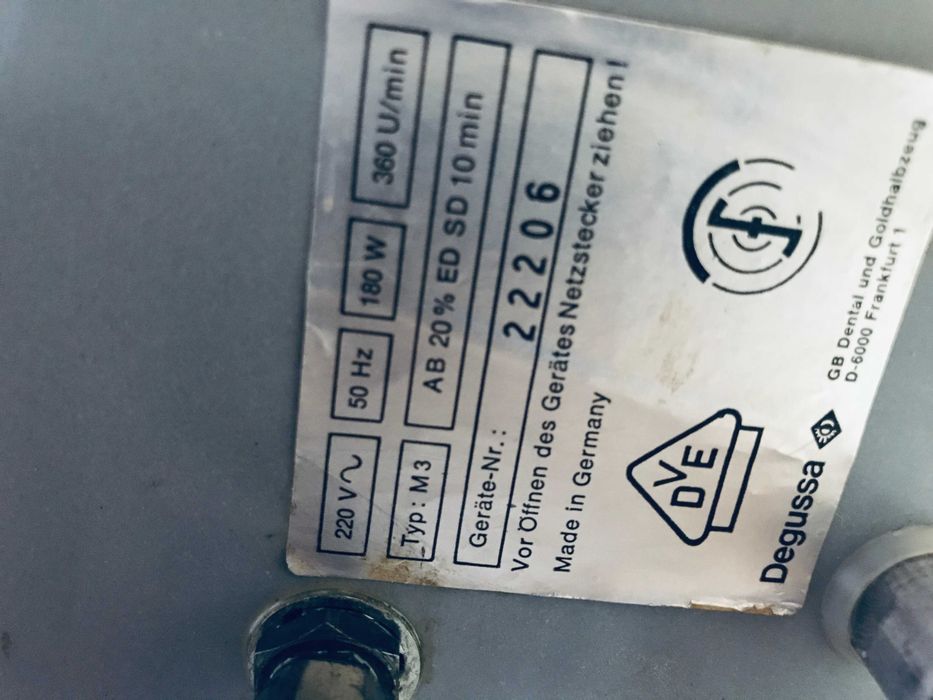 220 V~ 50 Hz 180 W 360 U/min
Typ: M3 AB 20% ED SD 10 min
Geräte-Nr.: 22206
Vor Öffnen des Gerätes Netzstecker ziehen!
Made in Germany
DVE
f
Degussa
GB Dental und Goldhalbzeug
D-6000 Frankfurt 1